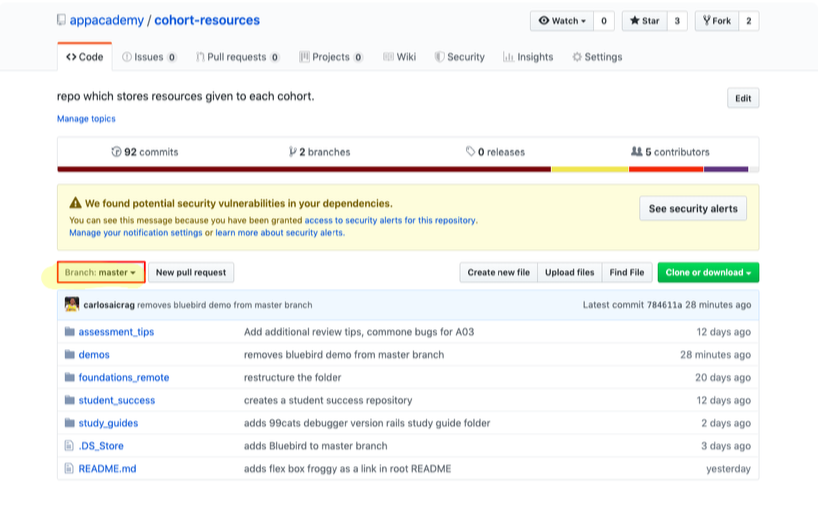 appacademy / cohort-resources
Watch 0 Star 3 Fork 2
Code Issues 0 Pull requests 0 Projects 0 Wiki Security Insights Settings
repo which stores resources given to each cohort.
Edit
Manage topics
92 commits 2 branches 0 releases 5 contributors
We found potential security vulnerabilities in your dependencies.
You can see this message because you have been granted access to security alerts for this repository.
Manage your notification settings or learn more about security alerts.
See security alerts
Branch: master New pull request Create new file Upload files Find File Clone or download
carlosaicrag removes bluebird demo from master branch Latest commit 784611a 28 minutes ago
assessment_tips Add additional review tips, commone bugs for A03 12 days ago
demos removes bluebird demo from master branch 28 minutes ago
foundations_remote restructure the folder 20 days ago
student_success creates a student success repository 12 days ago
study_guides adds 99cats debugger version rails study guide folder 2 days ago
.DS_Store adds Bluebird to master branch 3 days ago
README.md adds flex box froggy as a link in root README yesterday